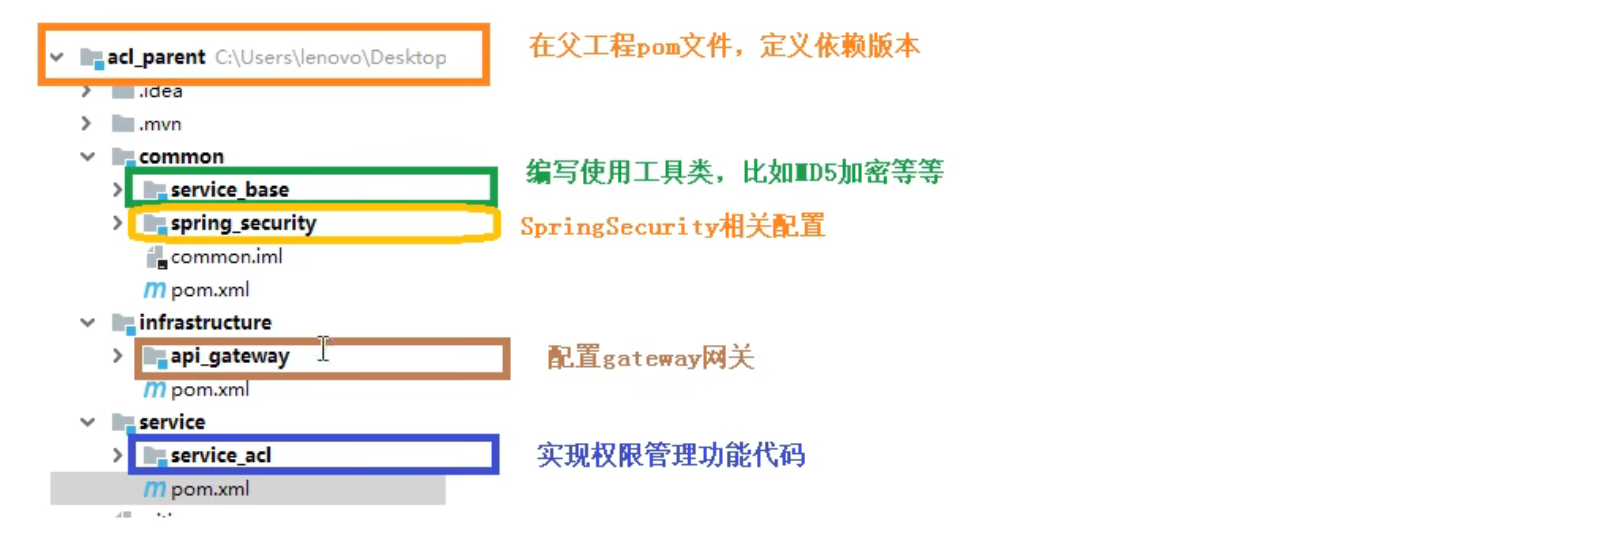 acl_parent C:\Users\lenovo\Desktop 在父工程pom文件，定义依赖版本
.idea
.mvn
common
service_base 编写使用工具类，比如MD5加密等等
spring_security SpringSecurity相关配置
common.iml
pom.xml
infrastructure
api_gateway 配置gateway网关
pom.xml
service
service_acl 实现权限管理功能代码
pom.xml